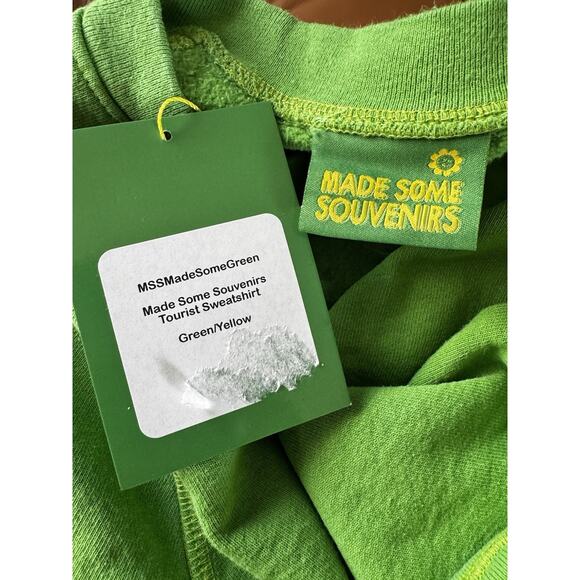 MADE SOME
SOUVENIRS
MSSMadeSomeGreen
Made Some Souvenirs
Tourist Sweatshirt
Green/Yellow